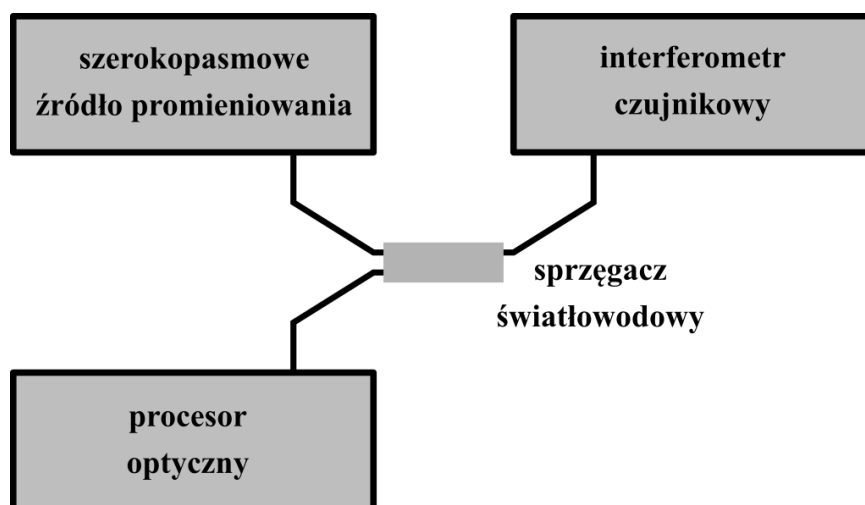 szerokopasmowe
źródło promieniowania
interferometr
czujnikowy
sprzęgacz
światłowodowy
procesor
optyczny